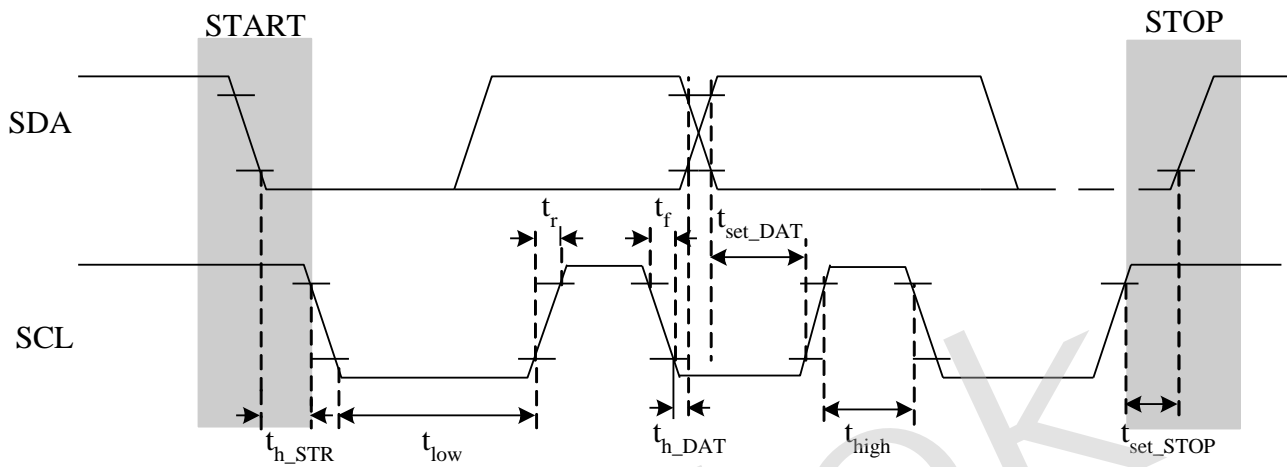 START
STOP
SDA
t_r
t_f
t_set_DAT
SCL
t_h_STR
t_low
t_h_DAT
t_high
t_set_STOP